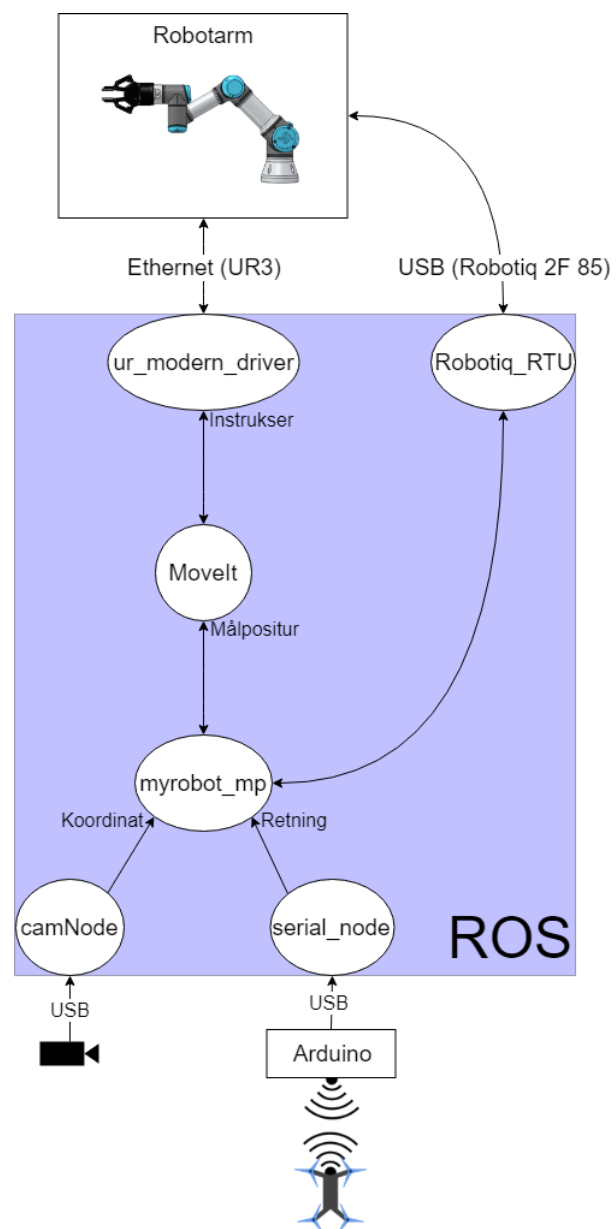 Robotarm
Ethernet (UR3)
USB (Robotiq 2F 85)
ur_modern_driver
Robotiq_RTU
Instrukser
MoveIt
Målpositur
myrobot_mp
Koordinat
Retning
camNode
serial_node
ROS
USB
USB
Arduino